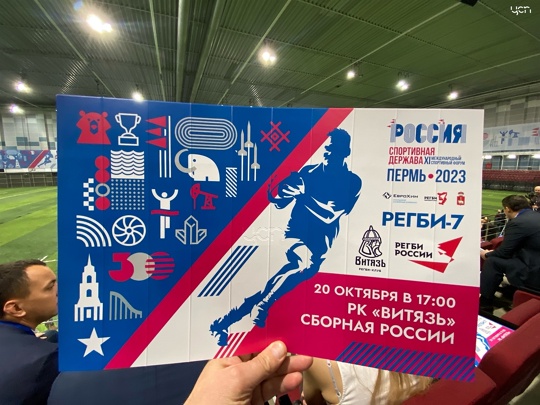 УСП
РОССИЯ
СПОРТИВНАЯ
ДЕРЖАВА XI МЕЖДУНАРОДНЫЙ
СПОРТИВНЫЙ ФОРУМ
ПЕРМЬ • 2023
ЕВРОХИМ
РЕГБИ-7
300
ВИТЯЗЬ
РЕГБИ-КЛУБ
РЕГБИ
РОССИИ
20 ОКТЯБРЯ В 17:00
РК «ВИТЯЗЬ»
СБОРНАЯ РОССИИ